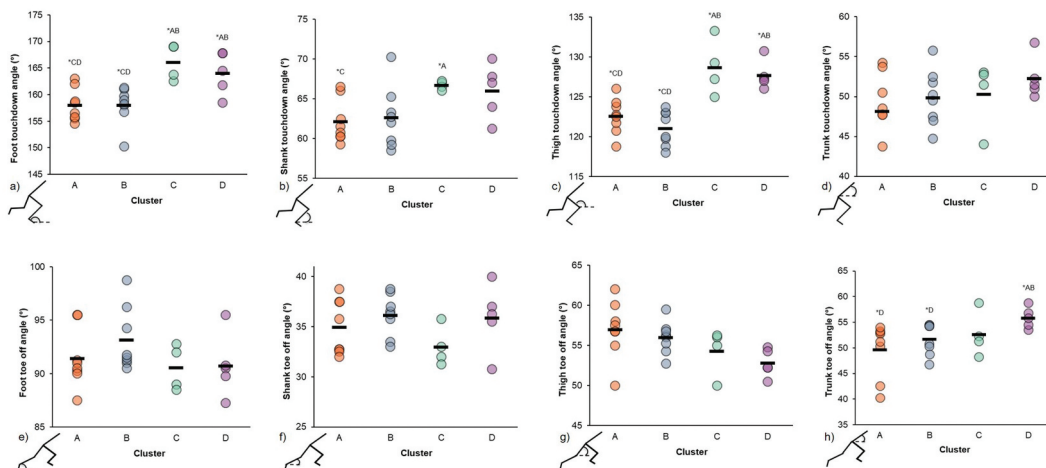 a)
Foot touchdown angle (°)
170
165
160
155
150
145
*CD
*CD
*AB
*AB
A B C D
Cluster
b)
Shank touchdown angle (°)
75
70
65
60
55
*C
*A
A B C D
Cluster
c)
Thigh touchdown angle (°)
135
130
125
120
115
*CD
*CD
*AB
*AB
A B C D
Cluster
d)
Trunk touchdown angle (°)
60
55
50
45
40
A B C D
Cluster
e)
Foot toe off angle (°)
100
95
90
85
A B C D
Cluster
f)
Shank toe off angle (°)
45
40
35
30
25
A B C D
Cluster
g)
Thigh toe off angle (°)
65
60
55
50
45
A B C D
Cluster
h)
Trunk toe off angle (°)
65
60
55
50
45
40
35
*D
*D
*AB
A B C D
Cluster